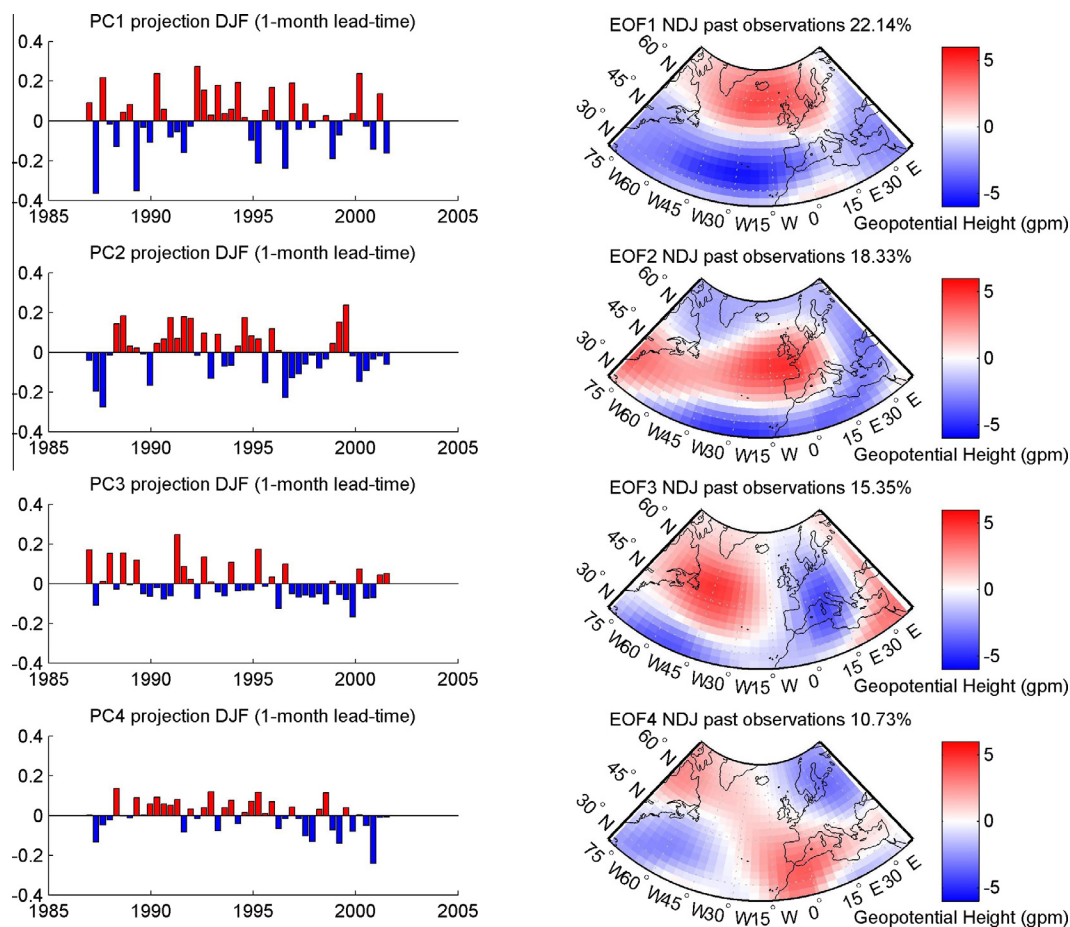 PC1 projection DJF (1-month lead-time)
0.4
0.2
0
-0.2
0.4
1985 1990 1995 2000 2005
EOF1 NDJ past observations 22.14%
60° N
45°
30°
75° W 60° W 45° W 30° W 15° W 0° 15° E 30° E
5
0
-5
Geopotential Height (gpm)
PC2 projection DJF (1-month lead-time)
0.4
0.2
0
-0.2
-0.4
1985 1990 1995 2000 2005
EOF2 NDJ past observations 18.33%
60° N
45°
30°
75° W 60° W 45° W 30° W 15° W 0° 15° E 30° E
5
0
-5
Geopotential Height (gpm)
PC3 projection DJF (1-month lead-time)
0.4
0.2
0
-0.2
-0.4
1985 1990 1995 2000 2005
EOF3 NDJ past observations 15.35%
60° N
45°
30°
75° W 60° W 45° W 30° W 15° W 0° 15° E 30° E
5
0
-5
Geopotential Height (gpm)
PC4 projection DJF (1-month lead-time)
0.4
0.2
0
-0.2
-0.4
1985 1990 1995 2000 2005
EOF4 NDJ past observations 10.73%
60° N
45°
30°
75° W 60° W 45° W 30° W 15° W 0° 15° E 30° E
5
0
-5
Geopotential Height (gpm)